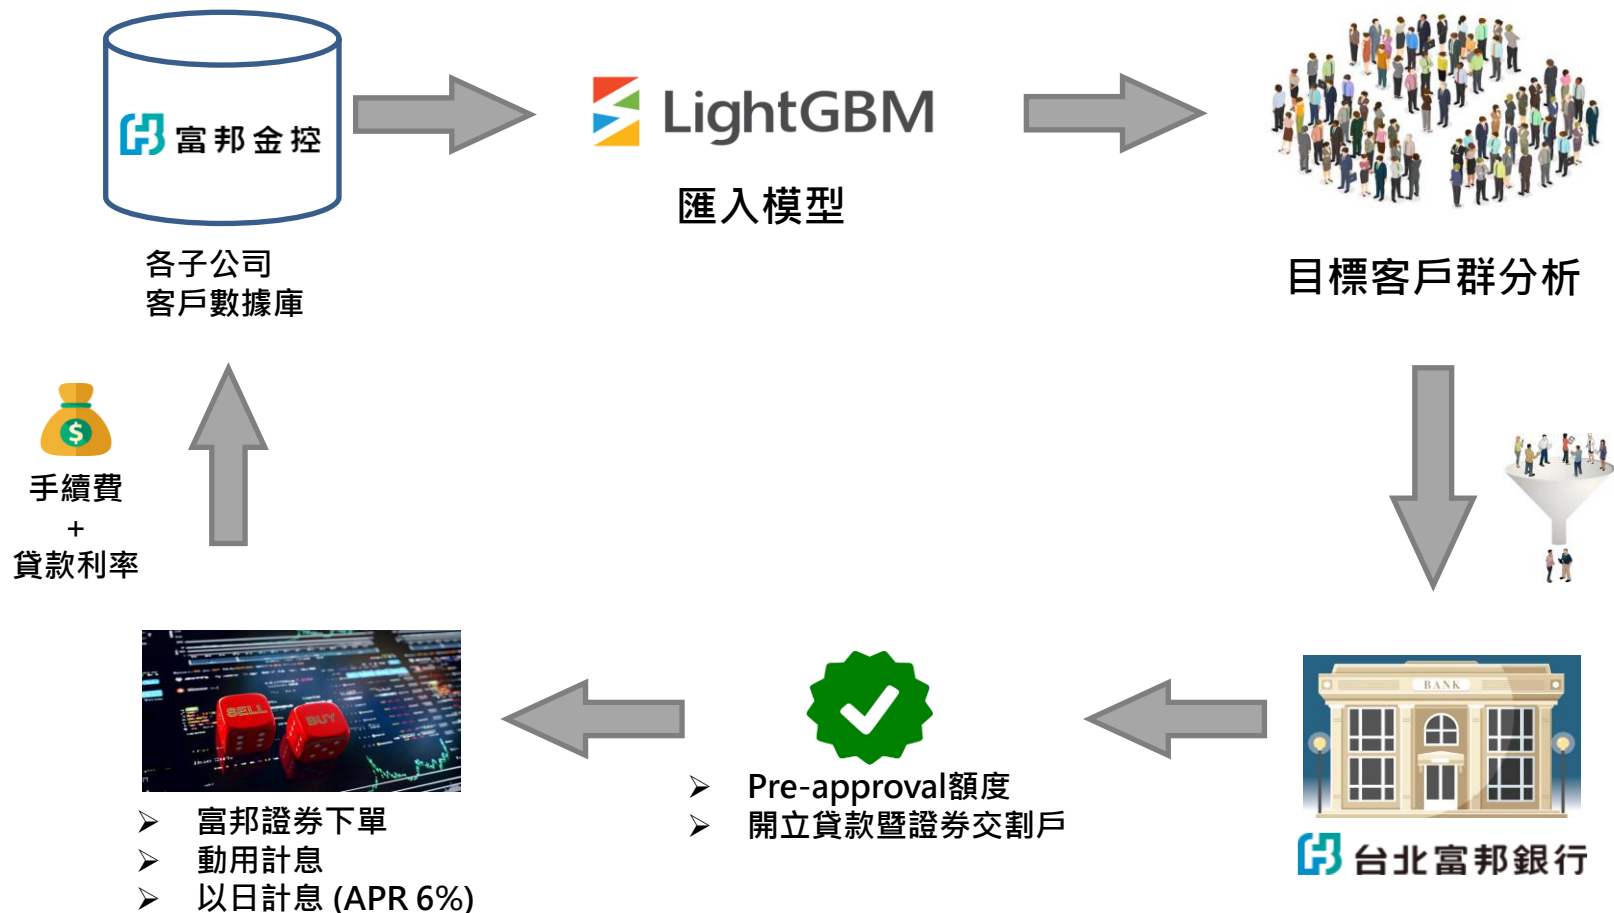 富邦金控
各子公司
客戶數據庫
LightGBM
匯入模型
目標客戶群分析
$
手續費
+
貸款利率
BANK
台北富邦銀行
➢ Pre-approval額度
➢ 開立貸款暨證券交割戶
SELL
BUY
➢ 富邦證券下單
➢ 動用計息
➢ 以日計息 (APR 6%)